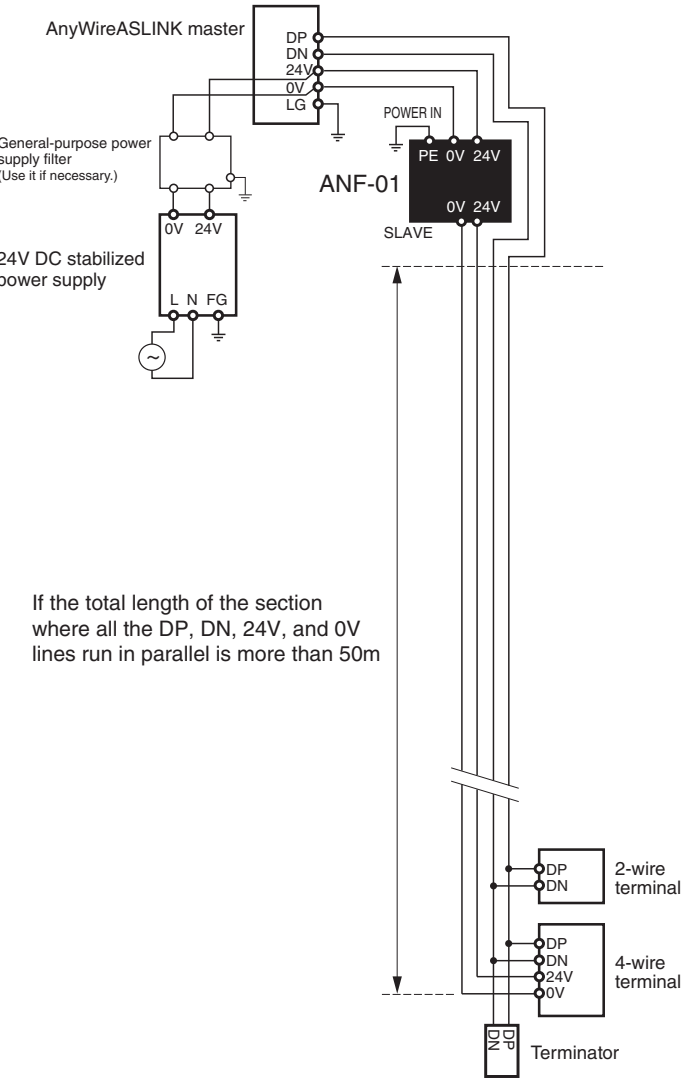 AnyWireASLINK master
DP
DN
24V
0V
LG
General-purpose power
supply filter
(Use it if necessary.)
POWER IN
PE 0V 24V
ANF-01
0V 24V
SLAVE
0V 24V
24V DC stabilized
power supply
L N FG
~
If the total length of the section
where all the DP, DN, 24V, and 0V
lines run in parallel is more than 50m
DP
DN
2-wire
terminal
DP
DN
24V
0V
4-wire
terminal
DP
DN
Terminator